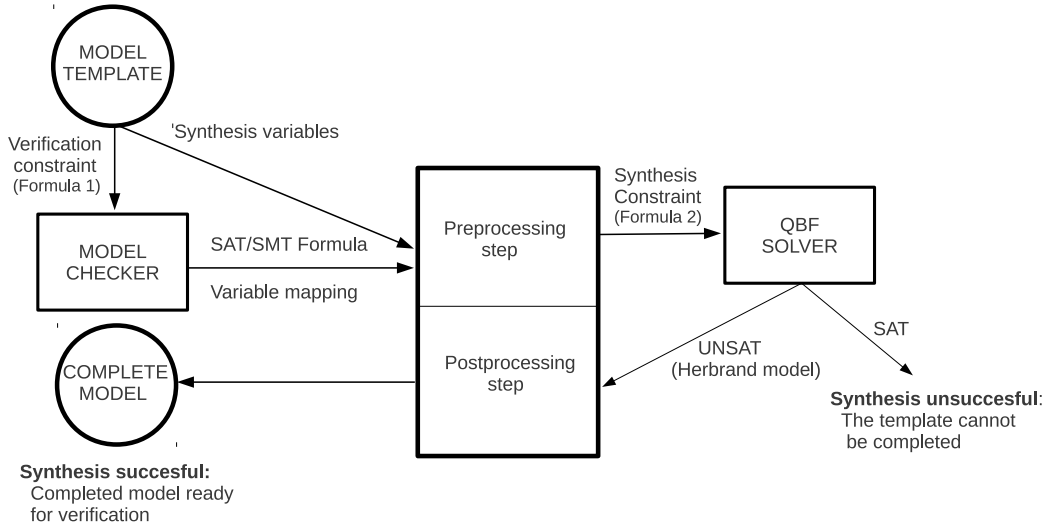 MODEL
TEMPLATE
'Synthesis variables
Verification
constraint
(Formula 1)
MODEL
CHECKER
SAT/SMT Formula
Variable mapping
Preprocessing
step
Synthesis
Constraint
(Formula 2)
QBF
SOLVER
UNSAT
(Herbrand model)
SAT
Synthesis unsuccesful:
The template cannot
be completed
Postprocessing
step
COMPLETE
MODEL
Synthesis succesful:
Completed model ready
for verification